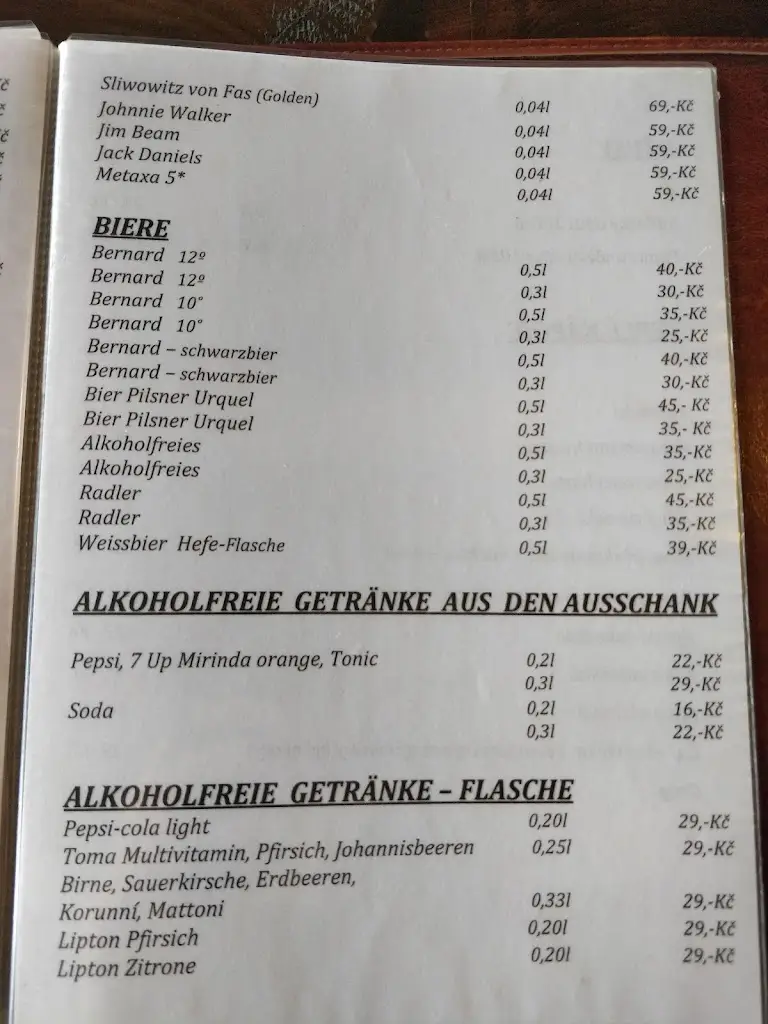 Sliwowitz von Fas (Golden) 0,04l 69,-Kč
Johnnie Walker 0,04l 59,-Kč
Jim Beam 0,04l 59,-Kč
Jack Daniels 0,04l 59,-Kč
Metaxa 5* 0,04l 59,-Kč
BIERE
Bernard 12º 0,5l 40,-Kč
Bernard 12º 0,3l 30,-Kč
Bernard 10° 0,5l 35,-Kč
Bernard 10° 0,3l 25,-Kč
Bernard – schwarzbier 0,5l 40,-Kč
Bernard – schwarzbier 0,3l 30,-Kč
Bier Pilsner Urquel 0,5l 45,- Kč
Bier Pilsner Urquel 0,3l 35,- Kč
Alkoholfreies 0,5l 35,-Kč
Alkoholfreies 0,3l 25,-Kč
Radler 0,5l 45,-Kč
Radler 0,3l 35,-Kč
Weissbier Hefe-Flasche 0,5l 39,-Kč
ALKOHOLFREIE GETRÄNKE AUS DEN AUSSCHANK
Pepsi, 7 Up Mirinda orange, Tonic 0,2l 22,-Kč
0,3l 29,-Kč
Soda 0,2l 16,-Kč
0,3l 22,-Kč
ALKOHOLFREIE GETRÄNKE – FLASCHE
Pepsi-cola light 0,20l 29,-Kč
Toma Multivitamin, Pfirsich, Johannisbeeren 0,25l 29,-Kč
Birne, Sauerkirsche, Erdbeeren,
Korunní, Mattoni 0,33l 29,-Kč
Lipton Pfirsich 0,20l 29,-Kč
Lipton Zitrone 0,20l 29,-Kč